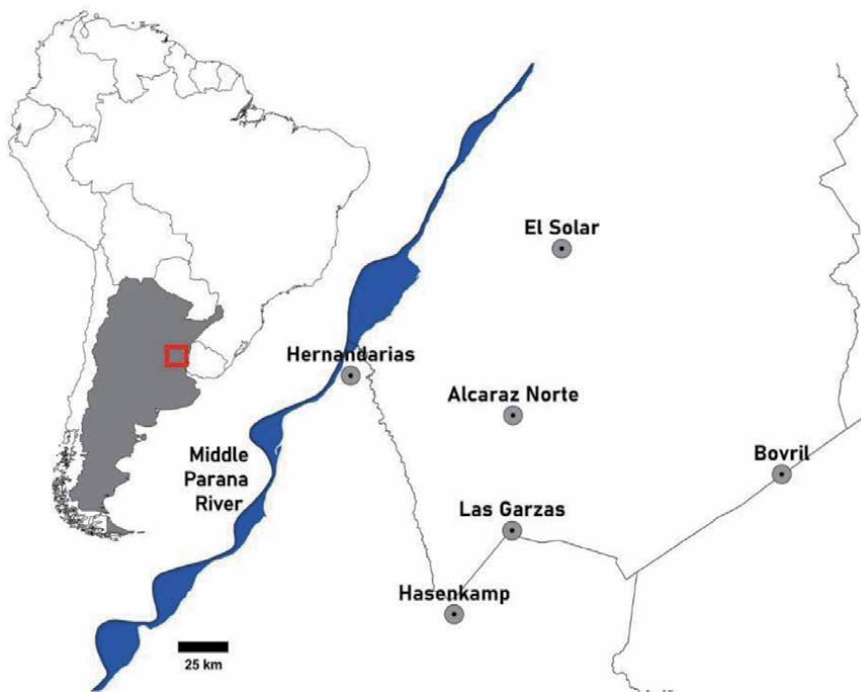 El Solar
Hernandarias
Alcaraz Norte
Middle
Parana
River
Bovril
Las Garzas
Hasenkamp
25 km